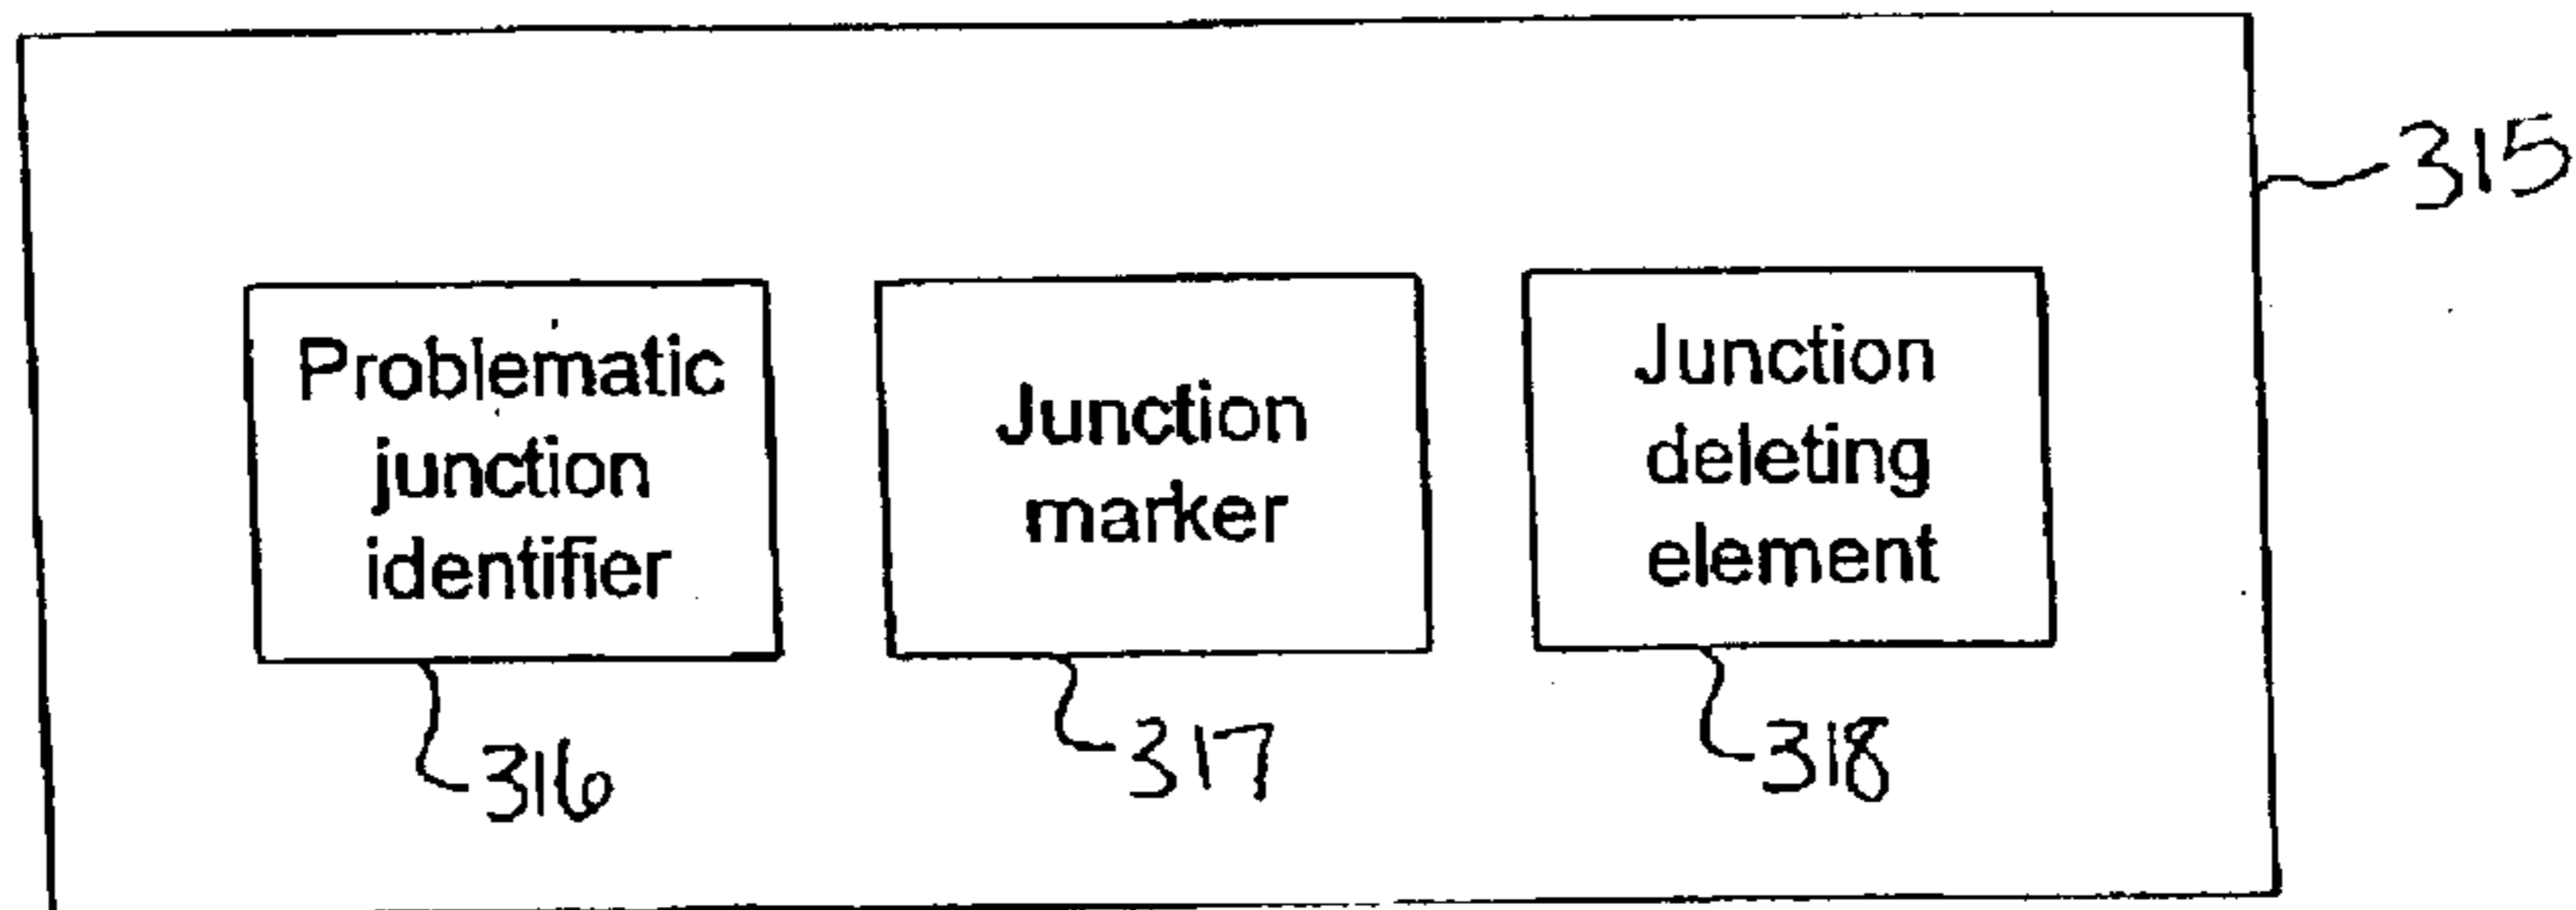 315
Problematic
junction
identifier
Junction
marker
Junction
deleting
element
316
317
318